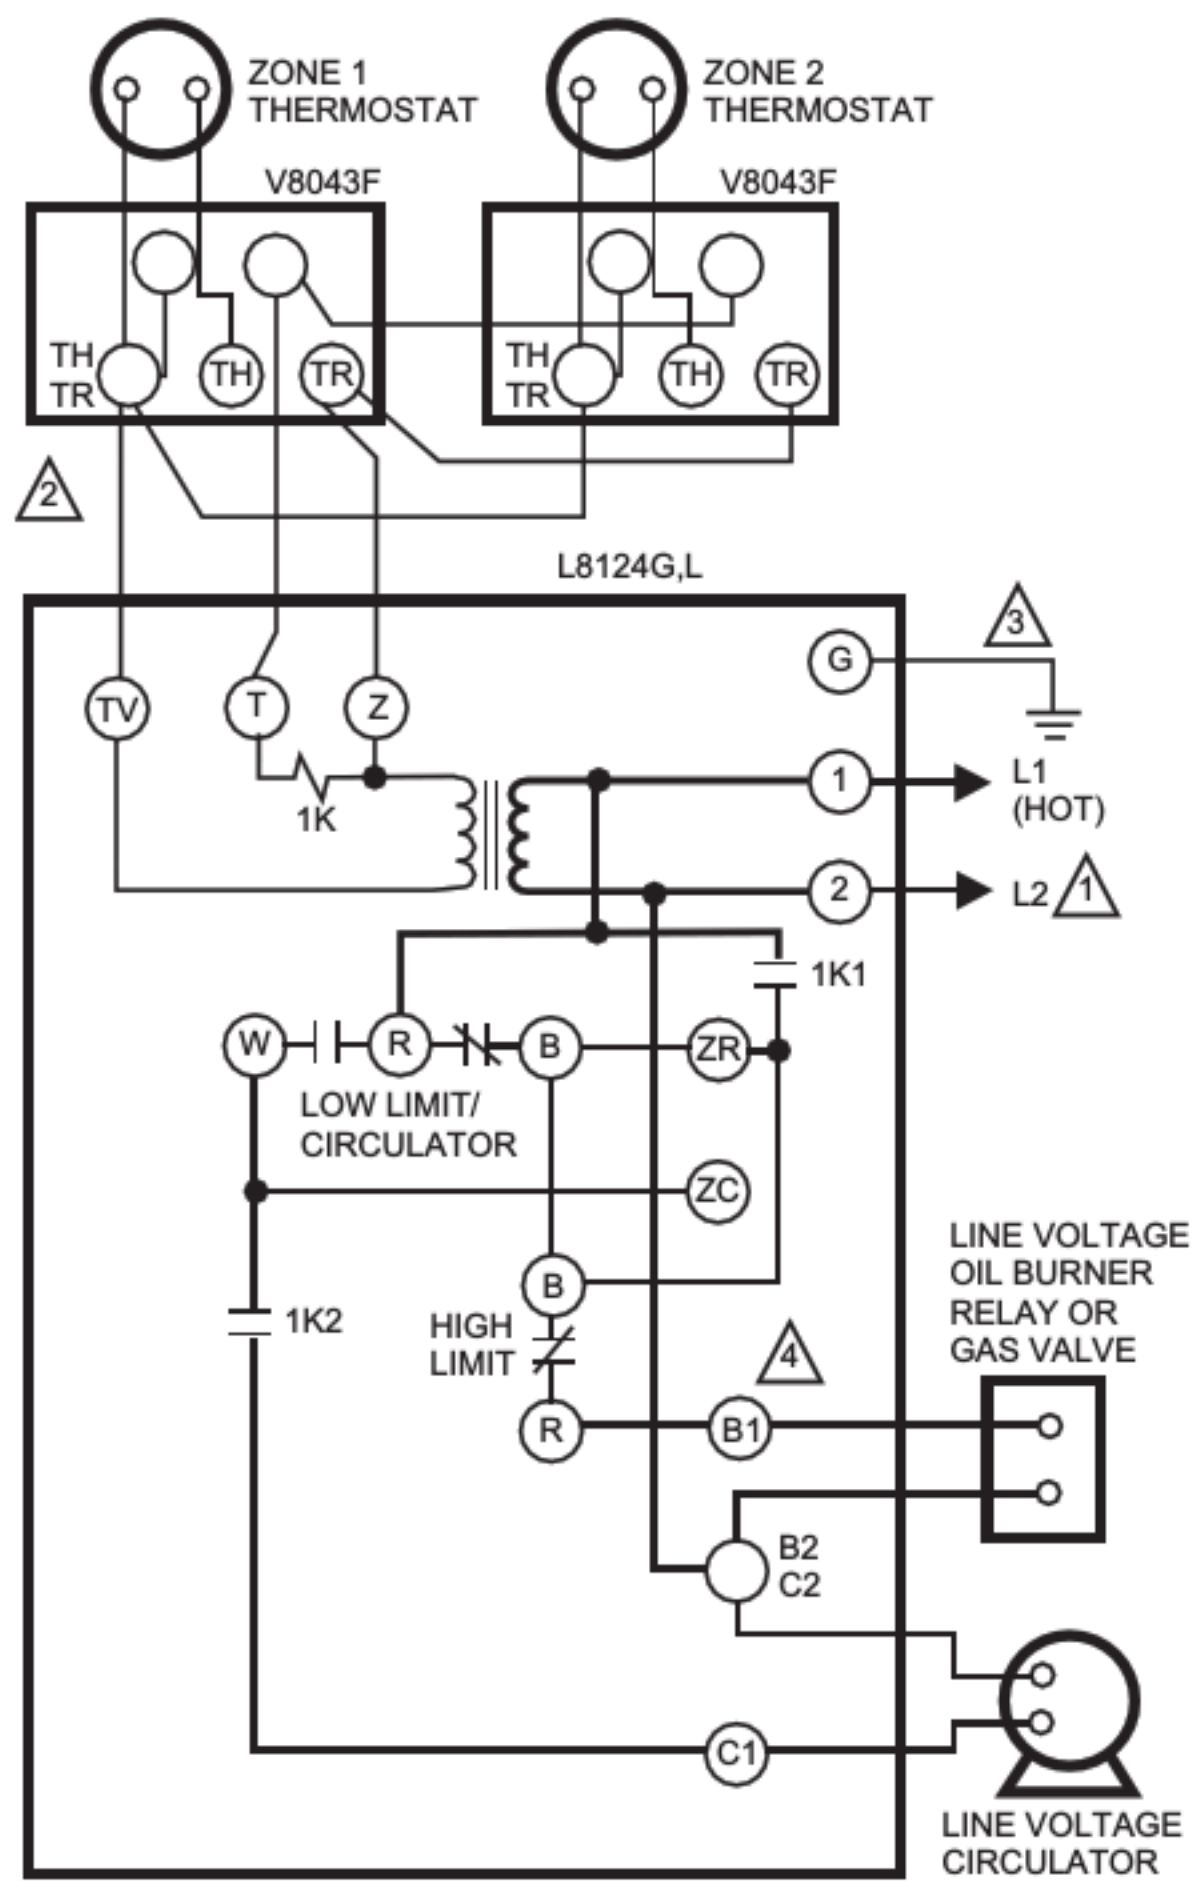 ZONE 1
THERMOSTAT
ZONE 2
THERMOSTAT
V8043F
V8043F
TH
TR
TH
TR
TH
TR
TH
TR
2
L8124G,L
3
G
TV
T
Z
1K
1
L1
(HOT)
2
L2
1
1K1
W
R
B
ZR
LOW LIMIT/
CIRCULATOR
ZC
LINE VOLTAGE
OIL BURNER
RELAY OR
GAS VALVE
B
1K2
HIGH
LIMIT
4
R
B1
B2
C2
C1
LINE VOLTAGE
CIRCULATOR